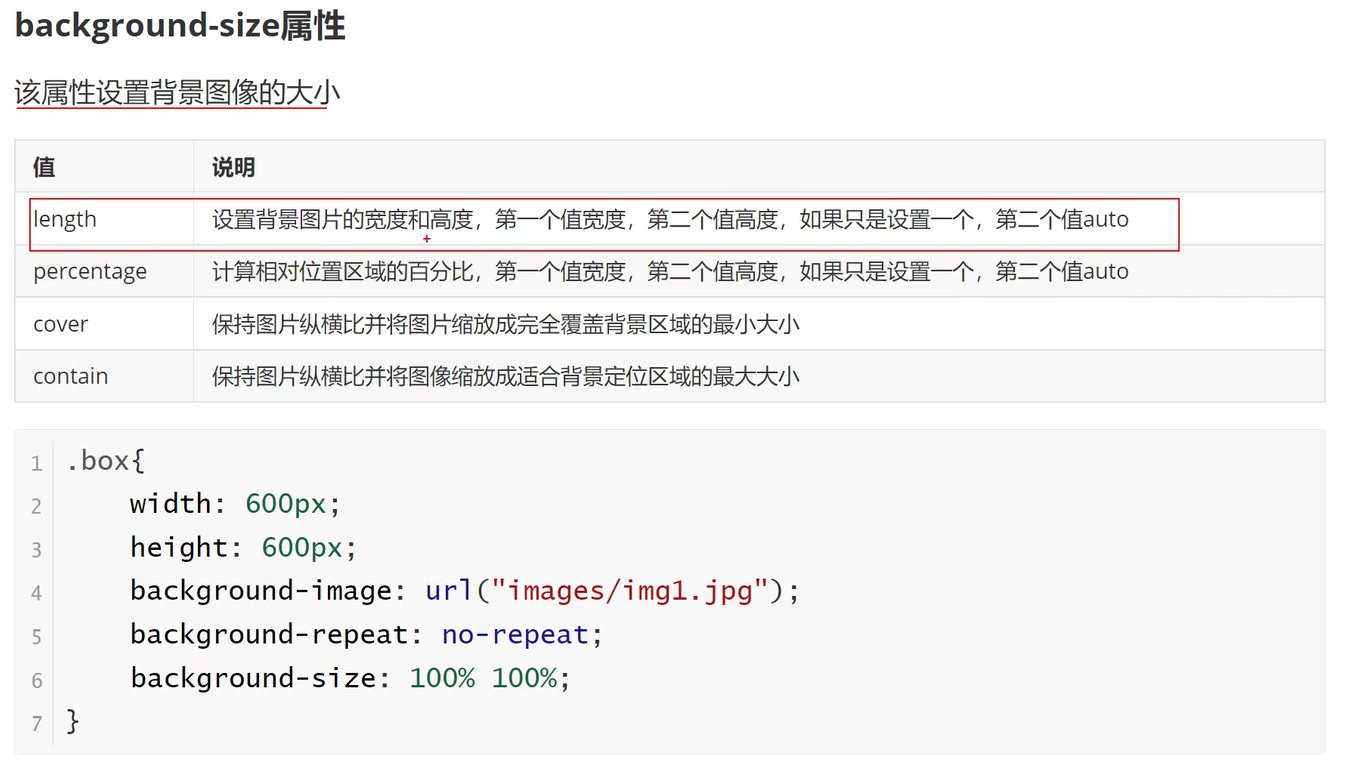 background-size属性
该属性设置背景图像的大小
值 说明
length 设置背景图片的宽度和高度，第一个值宽度，第二个值高度，如果只是设置一个，第二个值auto
percentage 计算相对位置区域的百分比，第一个值宽度，第二个值高度，如果只是设置一个，第二个值auto
cover 保持图片纵横比并将图片缩放成完全覆盖背景区域的最小大小
contain 保持图片纵横比并将图像缩放成适合背景定位区域的最大大小
1 .box{
2 width: 600px;
3 height: 600px;
4 background-image: url("images/img1.jpg");
5 background-repeat: no-repeat;
6 background-size: 100% 100%;
7 }